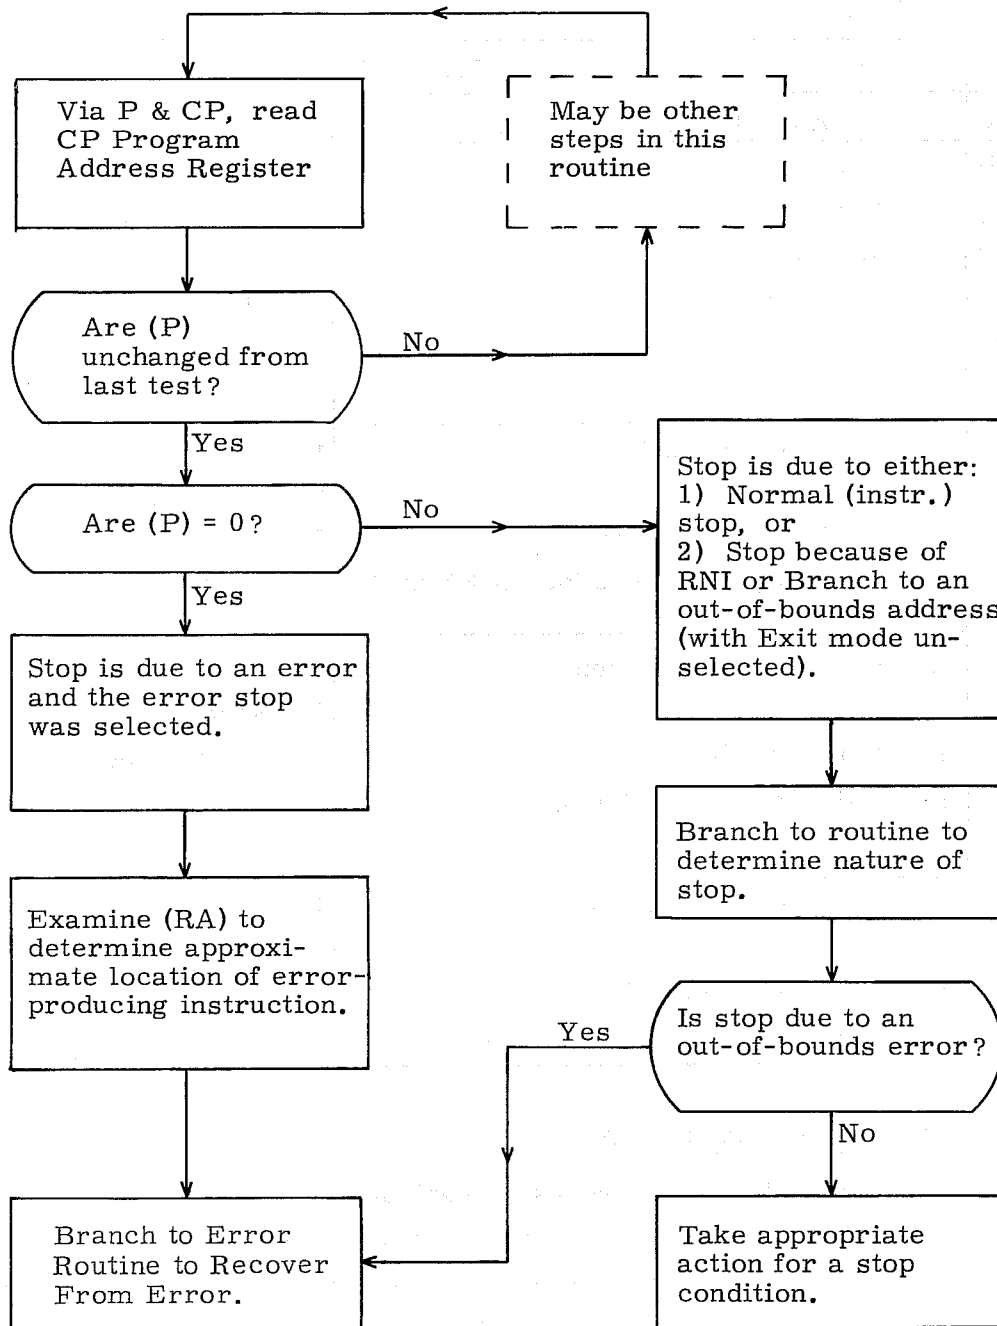 Via P & CP, read
CP Program
Address Register
May be other
steps in this
routine
Are (P)
unchanged from
last test?
No
Yes
Are (P) = 0?
No
Yes
Stop is due to either:
1) Normal (instr.)
stop, or
2) Stop because of
RNI or Branch to an
out-of-bounds address
(with Exit mode un-
selected).
Stop is due to an error
and the error stop
was selected.
Branch to routine to
determine nature of
stop.
Examine (RA) to
determine approxi-
mate location of error-
producing instruction.
Is stop due to an
out-of-bounds error?
Yes
No
Branch to Error
Routine to Recover
From Error.
Take appropriate
action for a stop
condition.